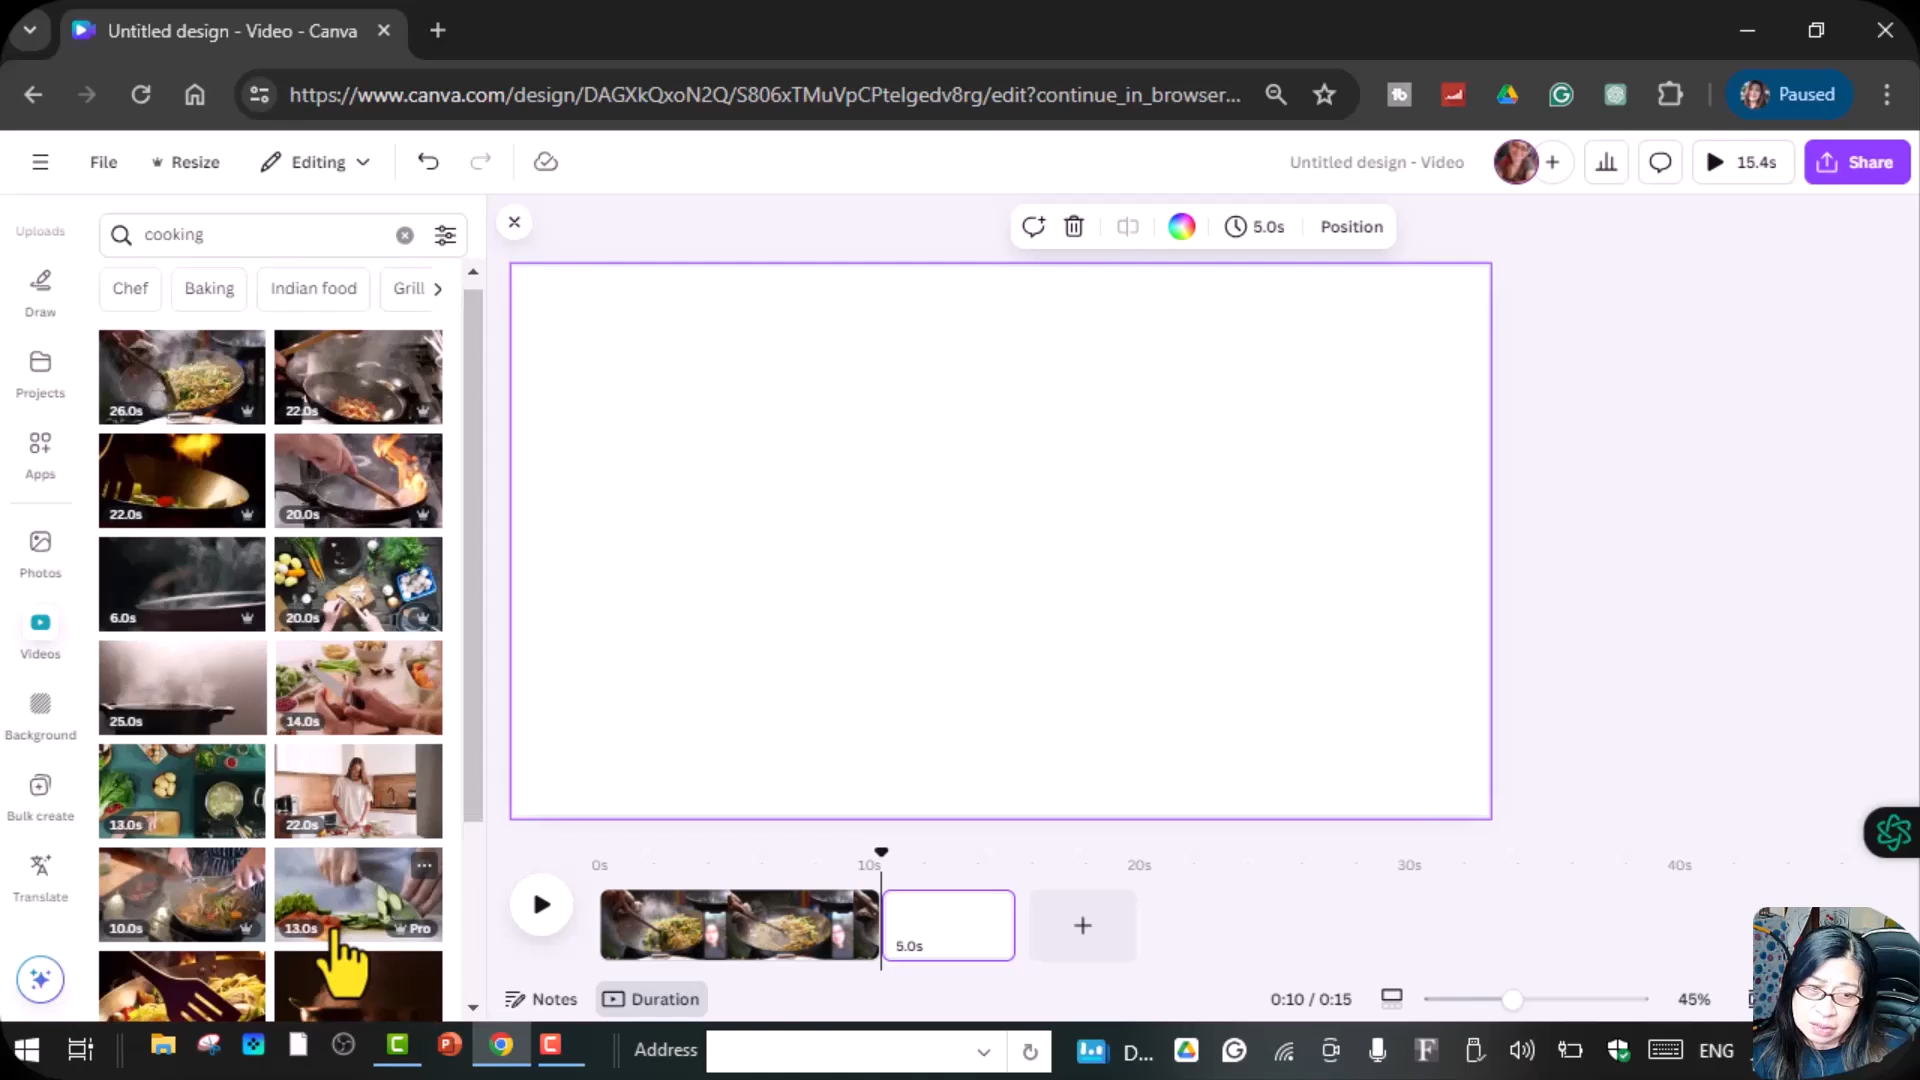 Untitled design - Video - Canva
https://www.canva.com/design/DAGXkQxoN2Q/S806xTMuVpCPtelgedv8rg/edit?continue_in_browser...
Paused
File
Resize
Editing
Untitled design - Video
15.4s
Share
Uploads
cooking
5.0s
Position
Chef
Baking
Indian food
Grill
Draw
Projects
Apps
Photos
Videos
Background
Bulk create
Translate
26.0s
22.0s
22.0s
20.0s
6.0s
20.0s
25.0s
14.0s
13.0s
22.0s
10.0s
13.0s
Pro
0s
10s
20s
30s
40s
5.0s
Notes
Duration
0:10 / 0:15
45%
Address
D...
ENG